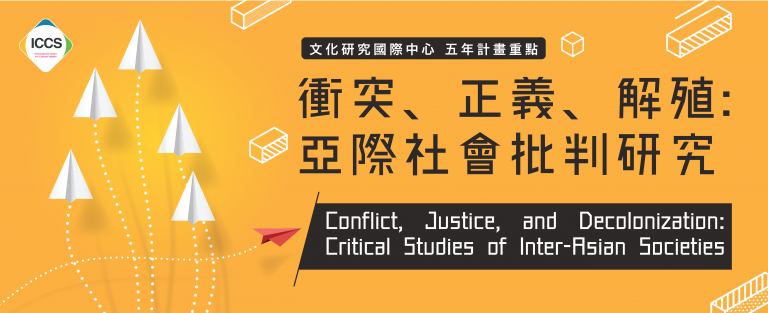 ICCS
文化研究國際中心 五年計畫重點
衝突、正義、解殖:
亞際社會批判研究
Conflict, Justice, and Decolonization:
Critical Studies of Inter-Asian Societies